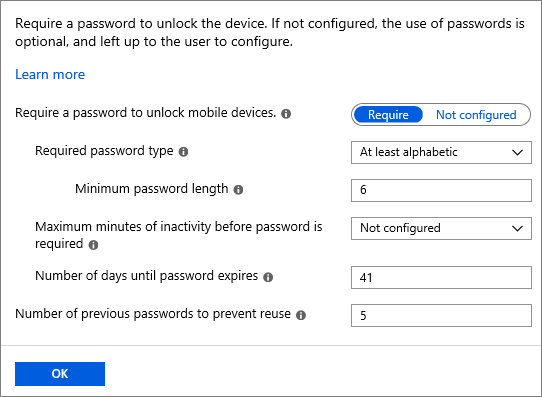 Require a password to unlock the device. If not configured, the use of passwords is
optional, and left up to the user to configure.
Learn more
Require a password to unlock mobile devices.
Require Not configured
Required password type
At least alphabetic
Minimum password length
6
Maximum minutes of inactivity before password is
required
Not configured
Number of days until password expires
41
Number of previous passwords to prevent reuse
5
OK